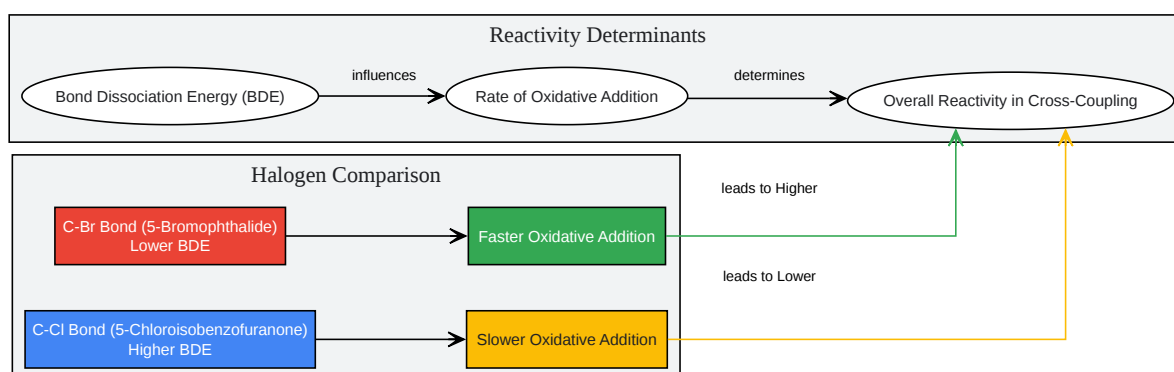 Reactivity Determinants
influences
determines
Bond Dissociation Energy (BDE)
Rate of Oxidative Addition
Overall Reactivity in Cross-Coupling
Halogen Comparison
leads to Higher
C-Br Bond (5-Bromophthalide)
Lower BDE
Faster Oxidative Addition
leads to Lower
C-Cl Bond (5-Chloroisobenzofuranone)
Higher BDE
Slower Oxidative Addition